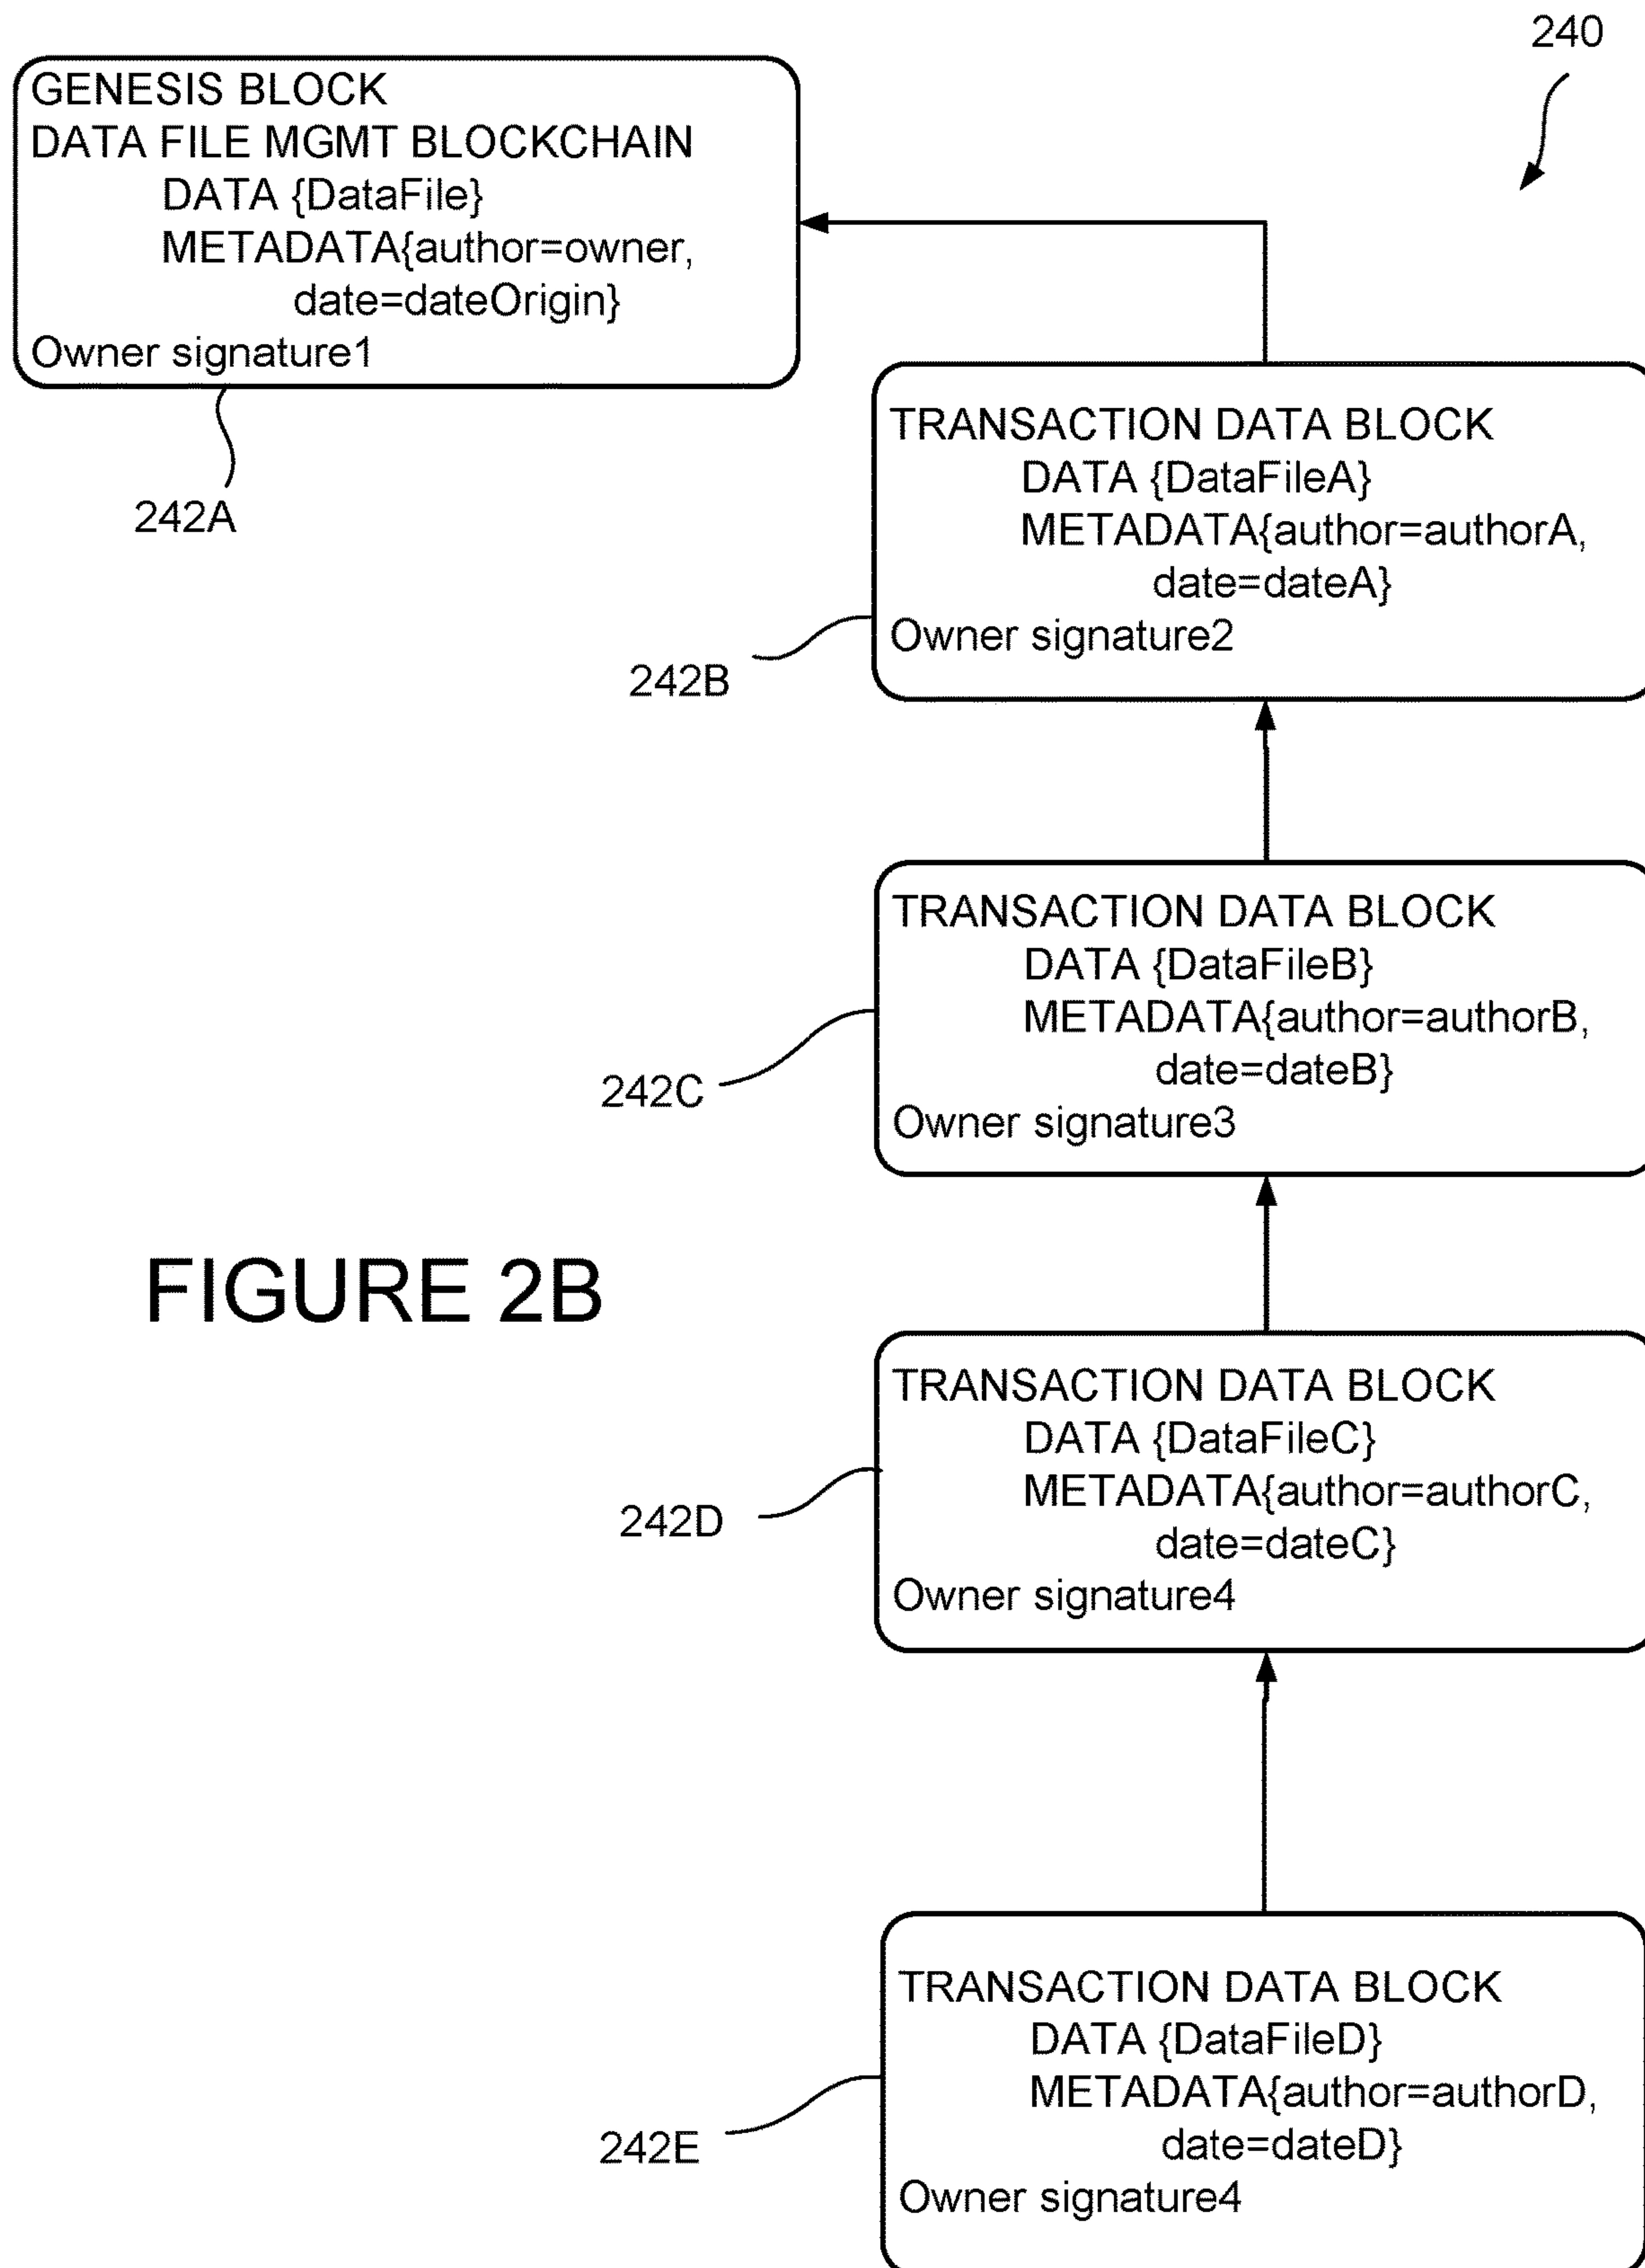 240
GENESIS BLOCK
DATA FILE MGMT BLOCKCHAIN
DATA {DataFile}
METADATA{author=owner,
date=dateOrigin}
Owner signature1
242A
TRANSACTION DATA BLOCK
DATA {DataFileA}
METADATA{author=authorA,
date=dateA}
Owner signature2
242B
TRANSACTION DATA BLOCK
DATA {DataFileB}
METADATA{author=authorB,
date=dateB}
Owner signature3
242C
FIGURE 2B
TRANSACTION DATA BLOCK
DATA {DataFileC}
METADATA{author=authorC,
date=dateC}
Owner signature4
242D
TRANSACTION DATA BLOCK
DATA {DataFileD}
METADATA{author=authorD,
date=dateD}
Owner signature4
242E